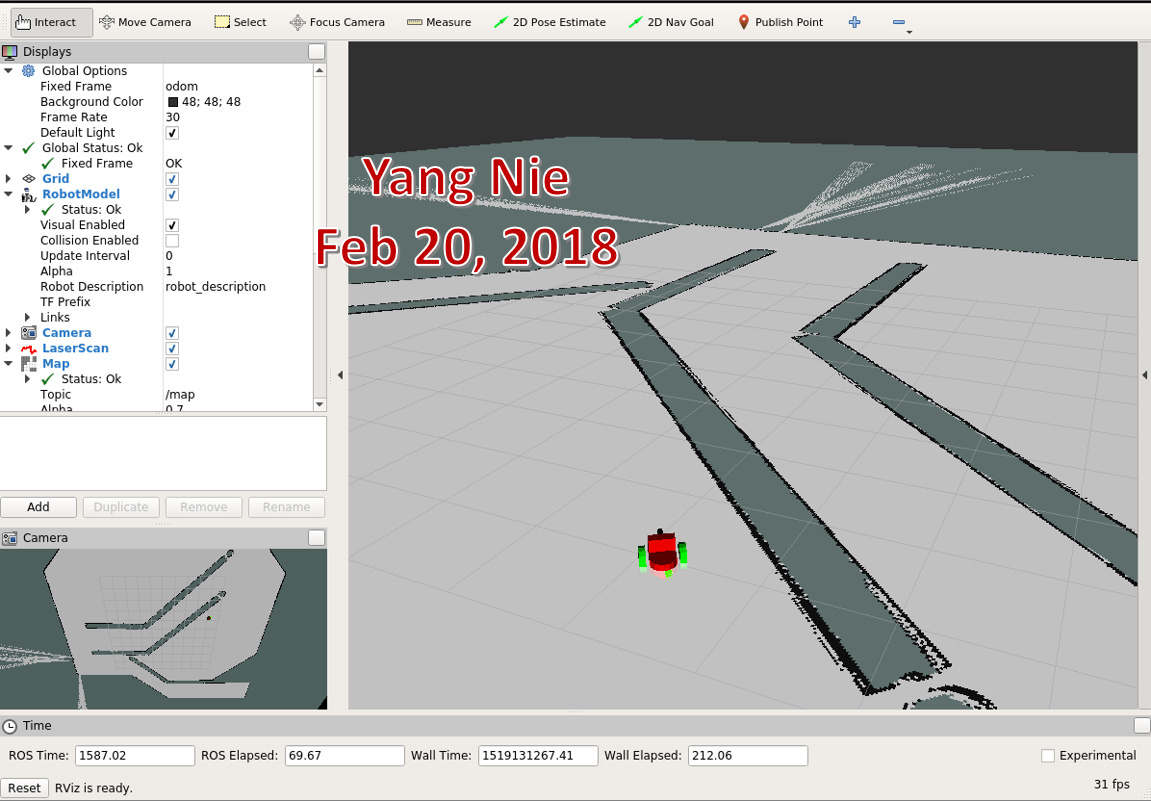 Interact Move Camera Select Focus Camera Measure 2D Pose Estimate 2D Nav Goal Publish Point
Displays
Global Options
Fixed Frame odom
Background Color 48; 48; 48
Frame Rate 30
Default Light
Global Status: Ok
Fixed Frame OK
Grid
RobotModel
Status: Ok
Visual Enabled
Collision Enabled
Update Interval 0
Alpha 1
Robot Description robot_description
TF Prefix
Links
Camera
LaserScan
Map
Status: Ok
Topic /map
Alpha 0.7
Yang Nie
Feb 20, 2018
Add Duplicate Remove Rename
Camera
Time
ROS Time: 1587.02 ROS Elapsed: 69.67 Wall Time: 1519131267.41 Wall Elapsed: 212.06 Experimental
Reset RViz is ready. 31 fps